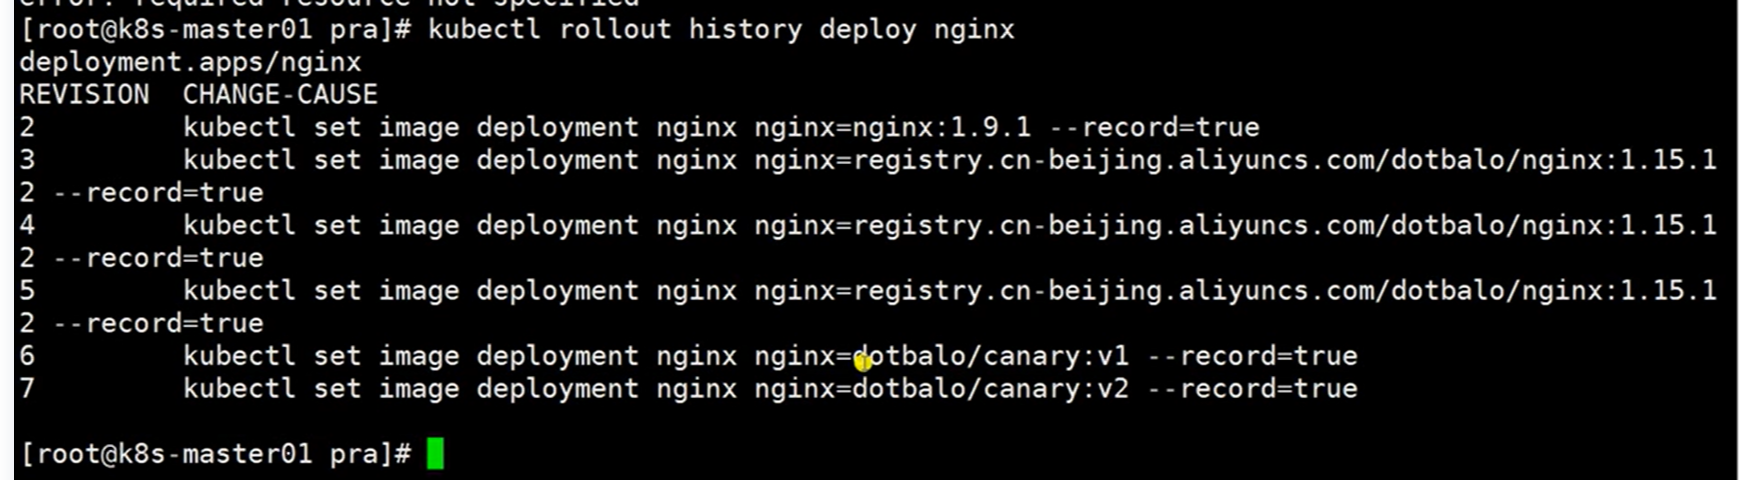 error: required resource not specified
[root@k8s-master01 pra]# kubectl rollout history deploy nginx
deployment.apps/nginx
REVISION  CHANGE-CAUSE
2         kubectl set image deployment nginx nginx=nginx:1.9.1 --record=true
3         kubectl set image deployment nginx nginx=registry.cn-beijing.aliyuncs.com/dotbalo/nginx:1.15.1
2 --record=true
4         kubectl set image deployment nginx nginx=registry.cn-beijing.aliyuncs.com/dotbalo/nginx:1.15.1
2 --record=true
5         kubectl set image deployment nginx nginx=registry.cn-beijing.aliyuncs.com/dotbalo/nginx:1.15.1
2 --record=true
6         kubectl set image deployment nginx nginx=dotbalo/canary:v1 --record=true
7         kubectl set image deployment nginx nginx=dotbalo/canary:v2 --record=true
[root@k8s-master01 pra]#